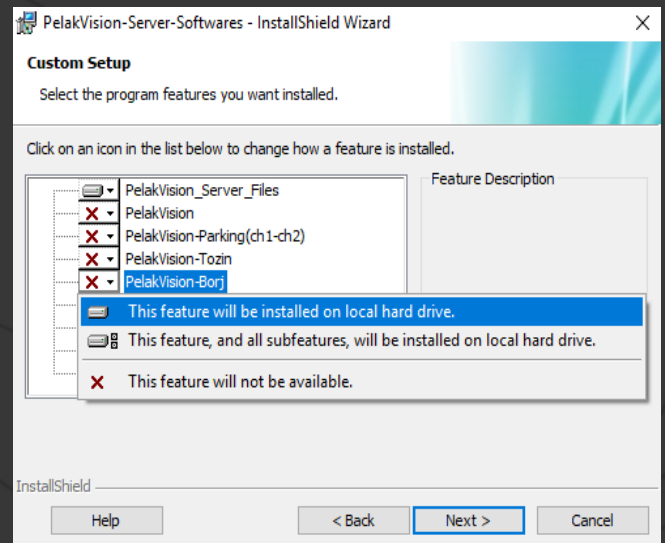 PelakVision-Server-Softwares - InstallShield Wizard
Custom Setup
Select the program features you want installed.
Click on an icon in the list below to change how a feature is installed.
Feature Description
PelakVision_Server_Files
PelakVision
PelakVision-Parking(ch1-ch2)
PelakVision-Tozin
PelakVision-Borj
This feature will be installed on local hard drive.
This feature, and all subfeatures, will be installed on local hard drive.
This feature will not be available.
InstallShield
Help
< Back
Next >
Cancel